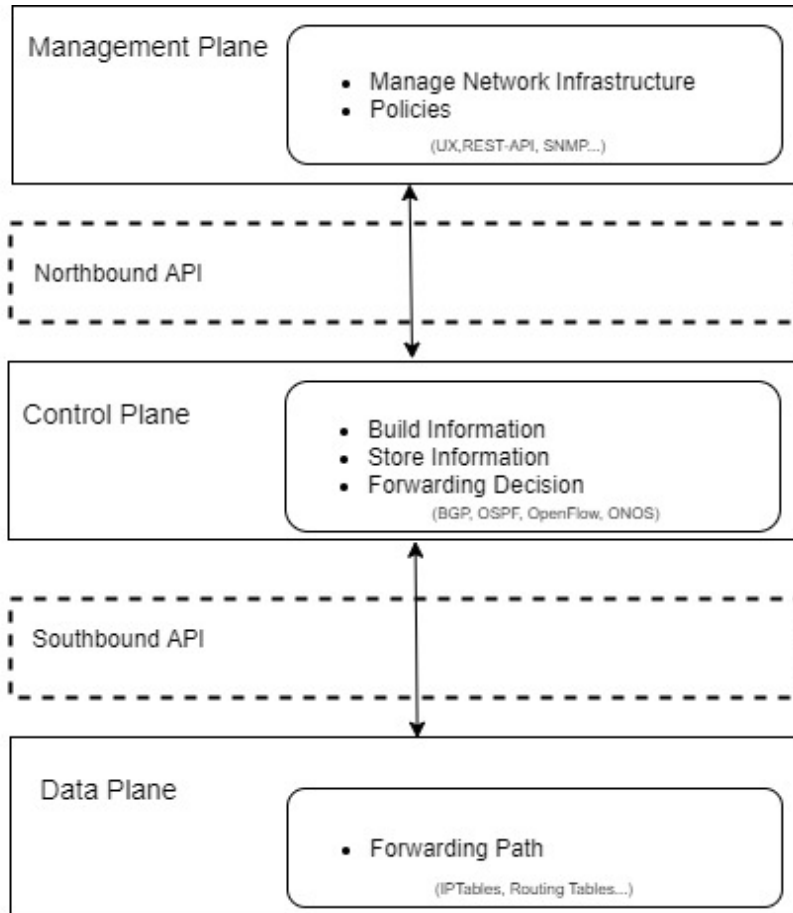 Management Plane
• Manage Network Infrastructure
• Policies
(UX,REST-API, SNMP...)
Northbound API
Control Plane
• Build Information
• Store Information
• Forwarding Decision
(BGP, OSPF, OpenFlow, ONOS)
Southbound API
Data Plane
• Forwarding Path
(IPTables, Routing Tables...)